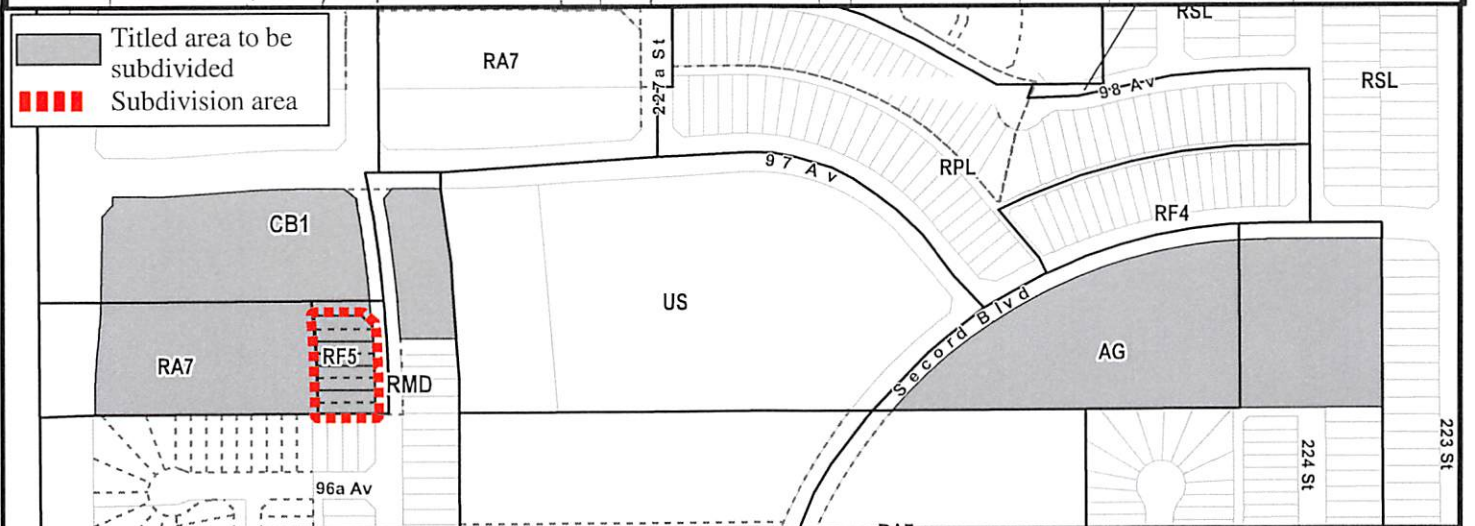 RSL
Titled area to be
subdivided
Subdivision area
RA7
227a St
RSL
98 Av
97 Av
RPL
RF4
CB1
US
Second Blvd
AG
RA7
RF5
RMD
223 St
224 St
96a Av